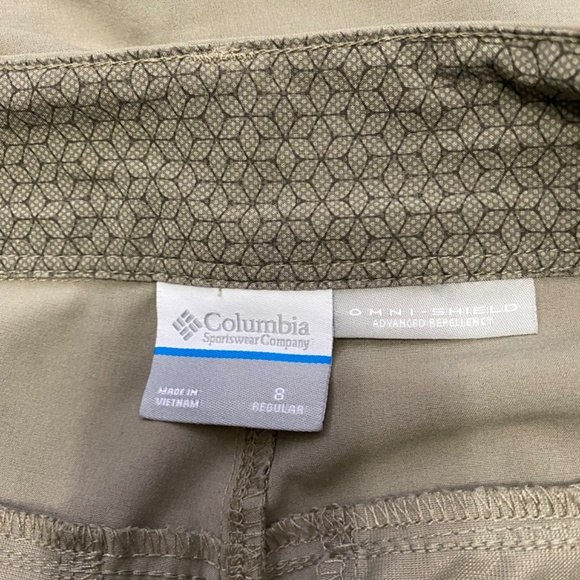 Columbia
Sportswear Company
MADE IN
VIETNAM
8
REGULAR
OMNI-SHIELD
ADVANCED REPELLENCY